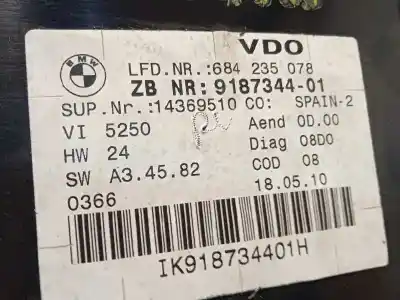 BMW
VDO
LFD.NR.:684 235 078
ZB NR:9187344-01
SUP.Nr.:14369510 CO: SPAIN-2
VI 5250 Aend 0D.00
HW 24 Diag 08D0
SW A3.45.82 COD 08
0366 18.05.10
IK918734401H